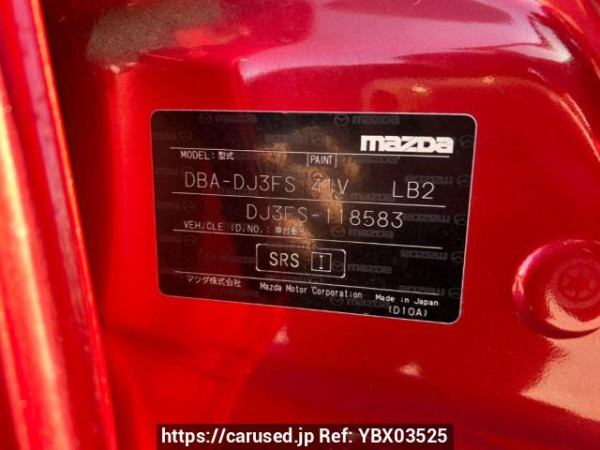 mazda
MODEL: 型式 PAINT
DBA-DJ3FS 41V LB2
DJ3FS-118583
VEHICLE ID.NO.: 車台番号
SRS I
マツダ株式会社 Mazda Motor Corporation Made in Japan
(D10A)
https://carused.jp Ref: YBX03525